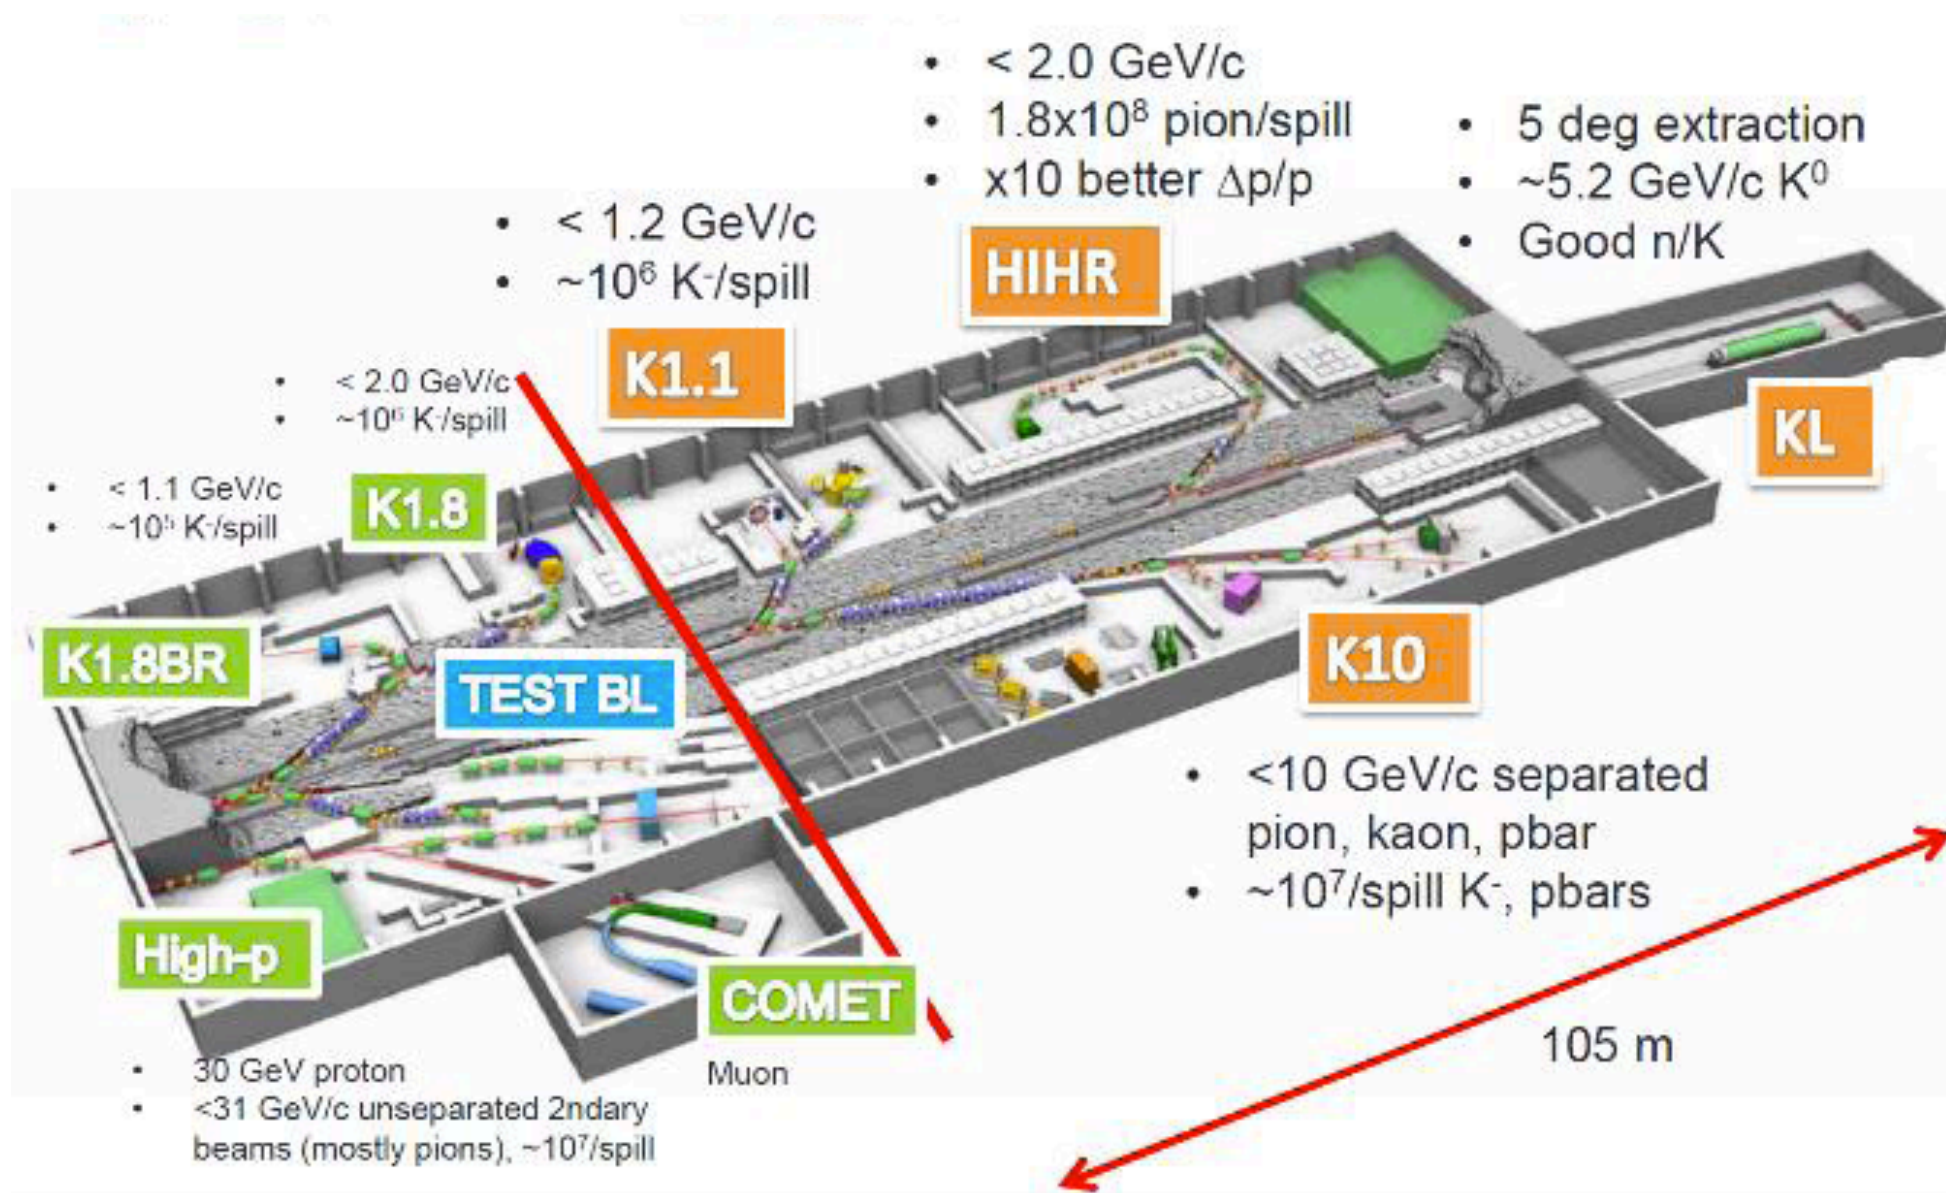 • < 2.0 GeV/c
• 1.8x10⁸ pion/spill
• x10 better Δp/p
HIHR
• 5 deg extraction
• ~5.2 GeV/c K⁰
• Good n/K
KL
• < 1.2 GeV/c
• ~10⁶ K⁻/spill
K1.1
• < 2.0 GeV/c
• ~10⁶ K⁻/spill
K1.8
• < 1.1 GeV/c
• ~10⁵ K⁻/spill
K1.8BR
TEST BL
K10
• <10 GeV/c separated
pion, kaon, pbar
• ~10⁷/spill K⁻, pbars
High-p
COMET
• 30 GeV proton
• <31 GeV/c unseparated 2ndary
beams (mostly pions), ~10⁷/spill
Muon
105 m